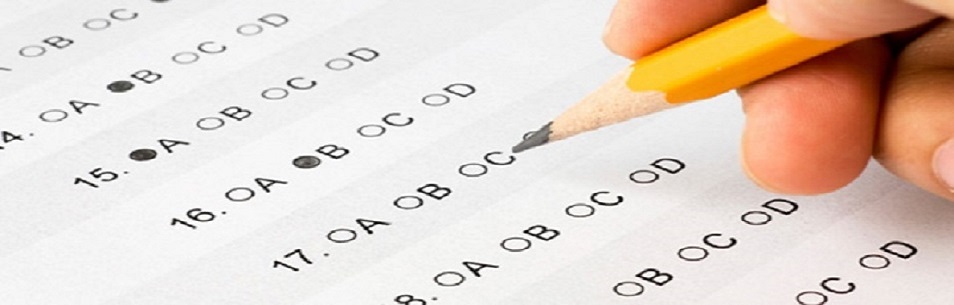 B C
4. A B C D
15. A B C D
16. A B C D
17. A B C
8. A B C D
B C D
C D